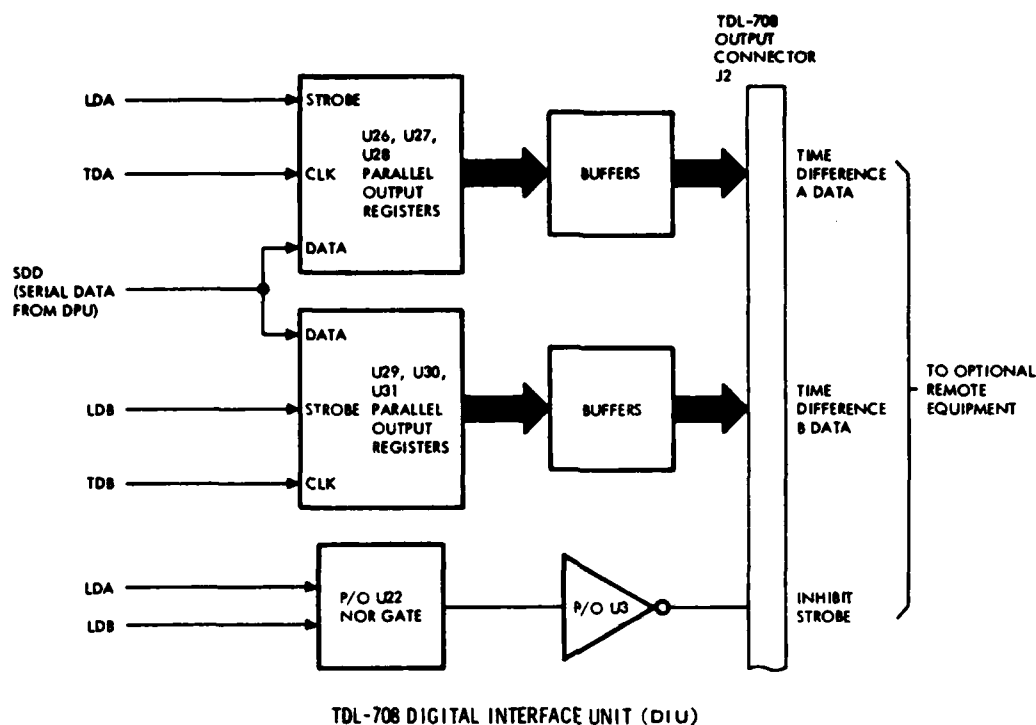 TDL-708
OUTPUT
CONNECTOR
J2
LDA
STROBE
U26, U27,
U28
PARALLEL
OUTPUT
REGISTERS
TDA
CLK
DATA
BUFFERS
TIME
DIFFERENCE
A DATA
SDD
(SERIAL DATA
FROM DPU)
DATA
U29, U30,
U31
PARALLEL
OUTPUT
REGISTERS
LDB
STROBE
TDB
CLK
BUFFERS
TIME
DIFFERENCE
B DATA
TO OPTIONAL
REMOTE
EQUIPMENT
LDA
LDB
P/O U22
NOR GATE
P/O U3
INHIBIT
STROBE
TDL-708 DIGITAL INTERFACE UNIT (DIU)